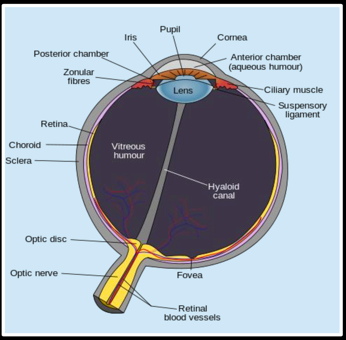 Pupil
Iris
Cornea
Posterior chamber
Anterior chamber
(aqueous humour)
Zonular
fibres
Lens
Ciliary muscle
Suspensory
ligament
Retina
Choroid
Sclera
Vitreous
humour
Hyaloid
canal
Optic disc
Optic nerve
Fovea
Retinal
blood vessels